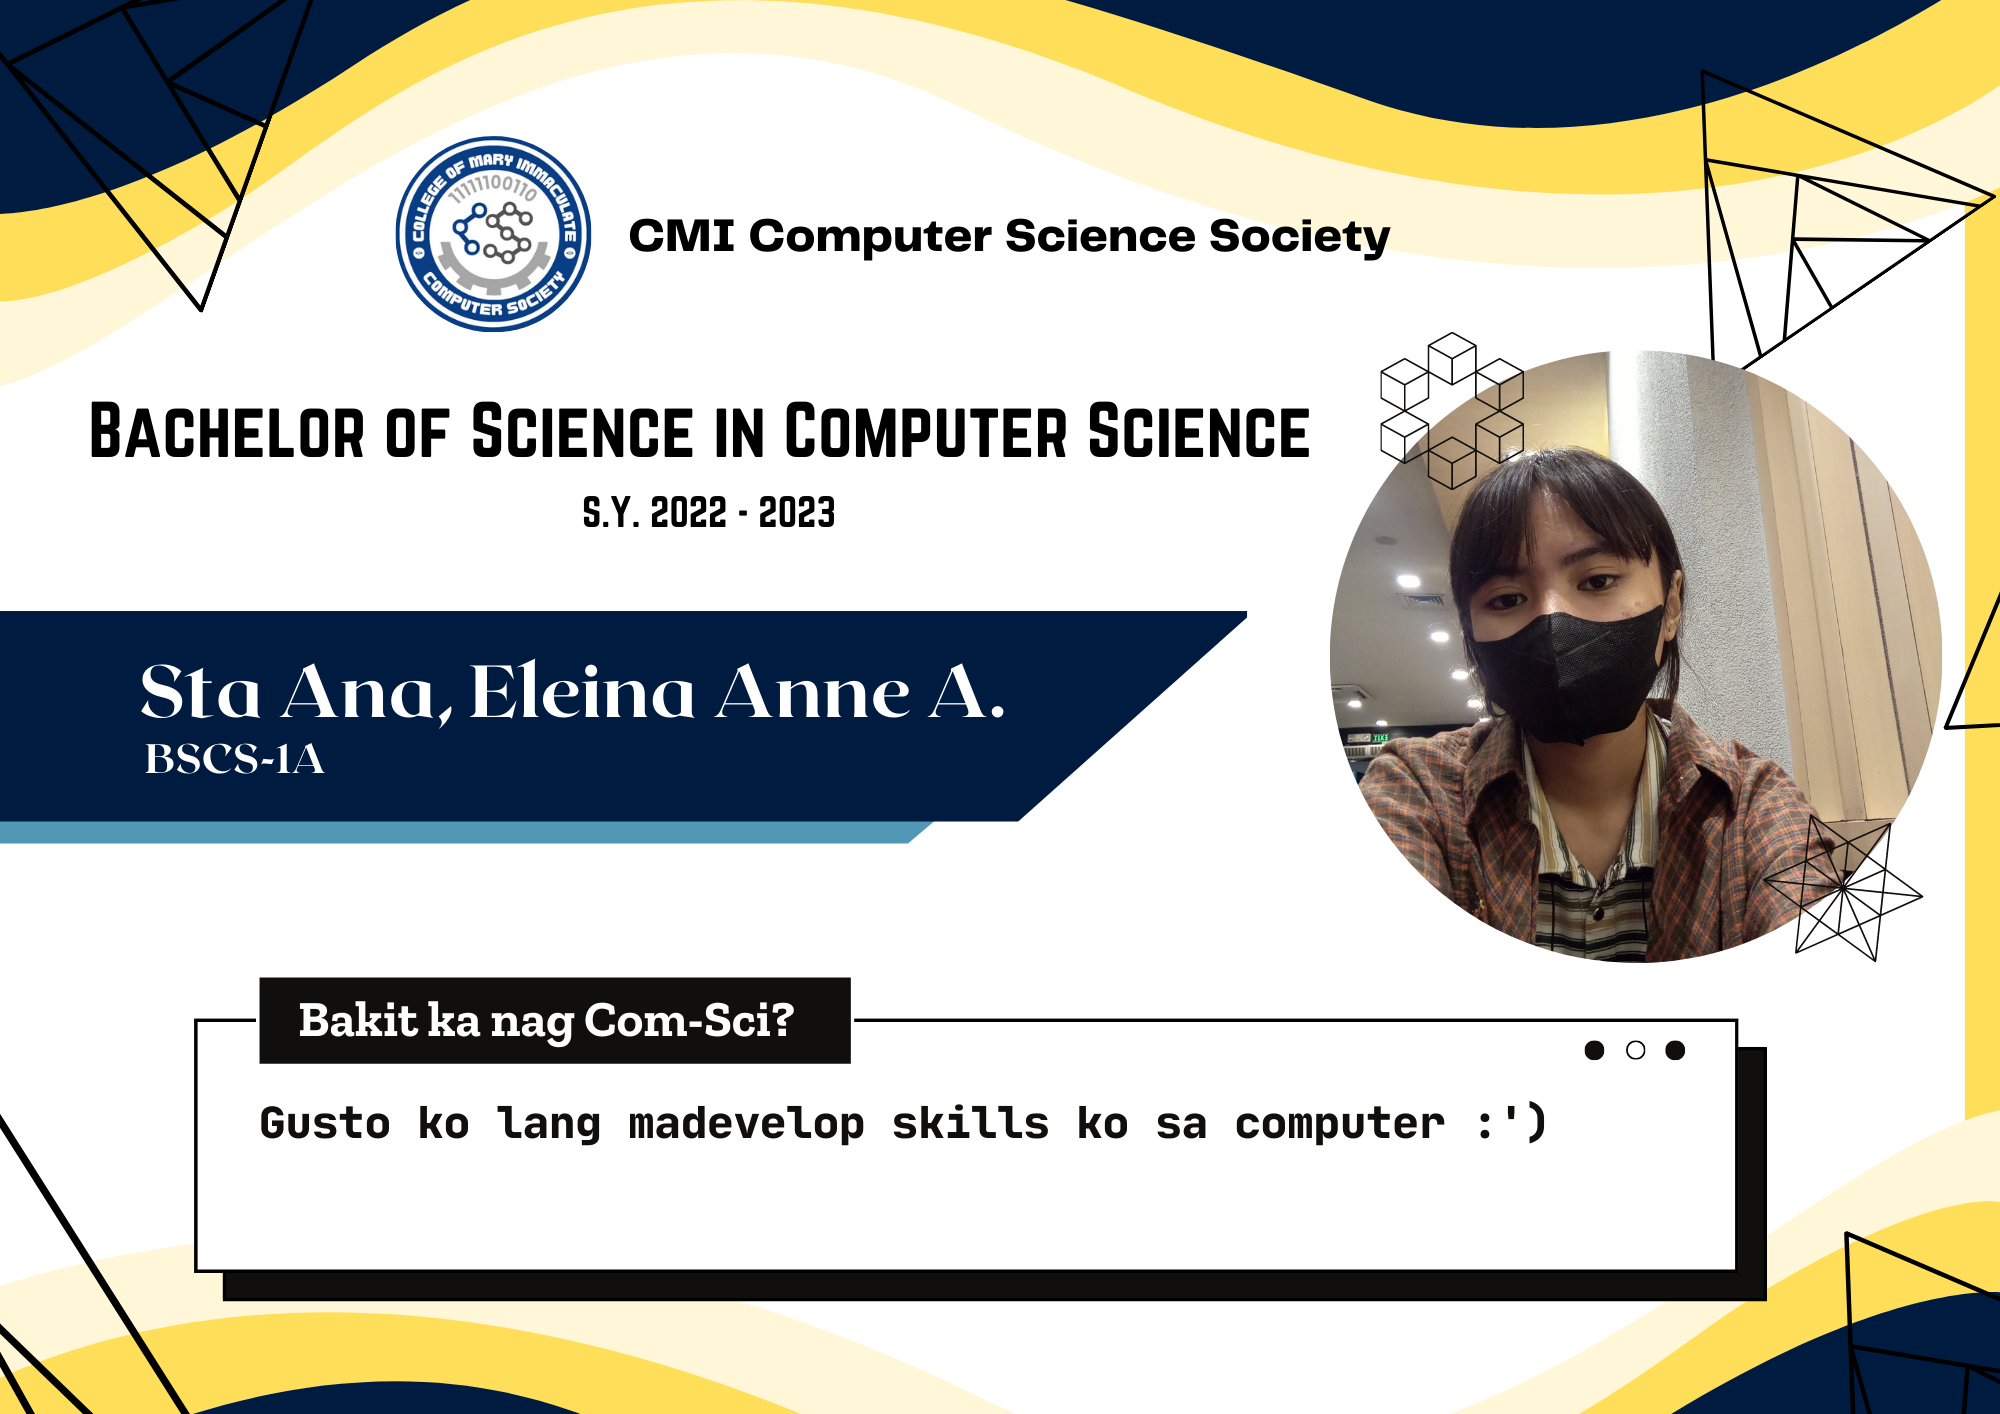 COLLEGE OF MARY IMMACULATE
11111100110
CS
COMPUTER SOCIETY
CMI Computer Science Society
Bachelor of Science in Computer Science
S.Y. 2022 - 2023
Sta Ana, Eleina Anne A.
BSCS-1A
EXIT
Bakit ka nag Com-Sci?
Gusto ko lang madevelop skills ko sa computer :')